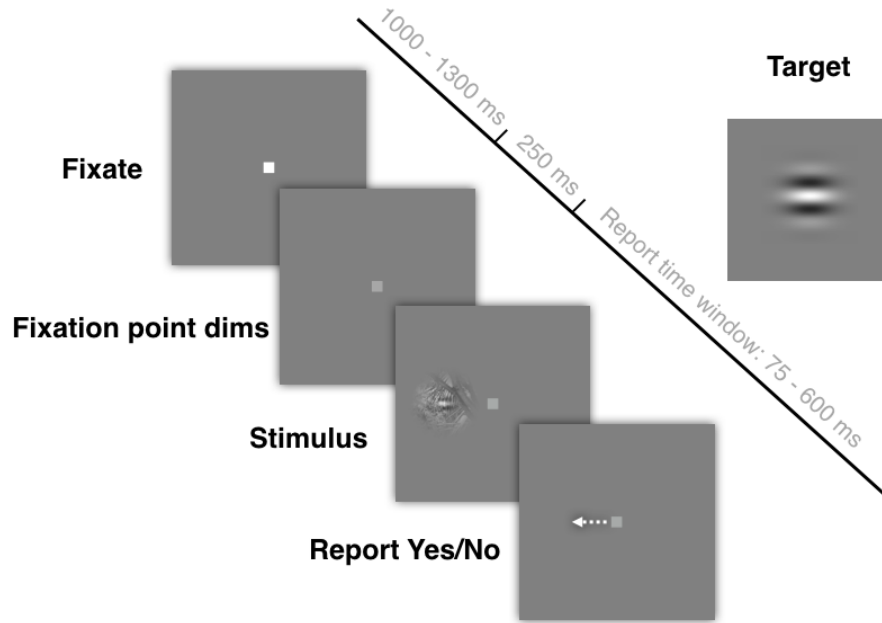 1000 - 1300 ms
250 ms
Report time window: 75 - 600 ms
Target
Fixate
Fixation point dims
Stimulus
Report Yes/No